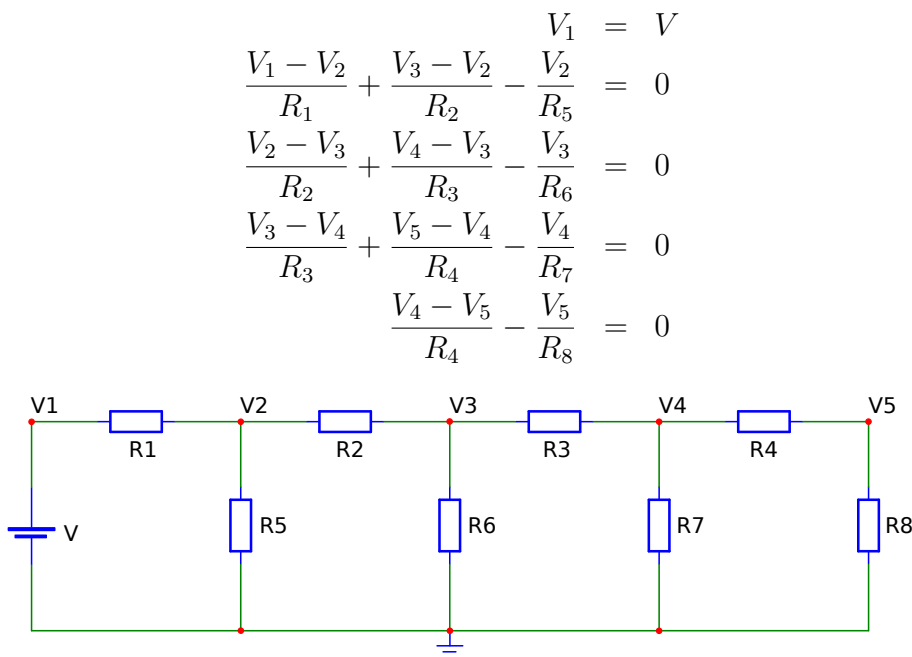 V₁ = V
(V₁ − V₂)/R₁ + (V₃ − V₂)/R₂ − V₂/R₅ = 0
(V₂ − V₃)/R₂ + (V₄ − V₃)/R₃ − V₃/R₆ = 0
(V₃ − V₄)/R₃ + (V₅ − V₄)/R₄ − V₄/R₇ = 0
(V₄ − V₅)/R₄ − V₅/R₈ = 0
V1 V2 V3 V4 V5
R1 R2 R3 R4
V R5 R6 R7 R8